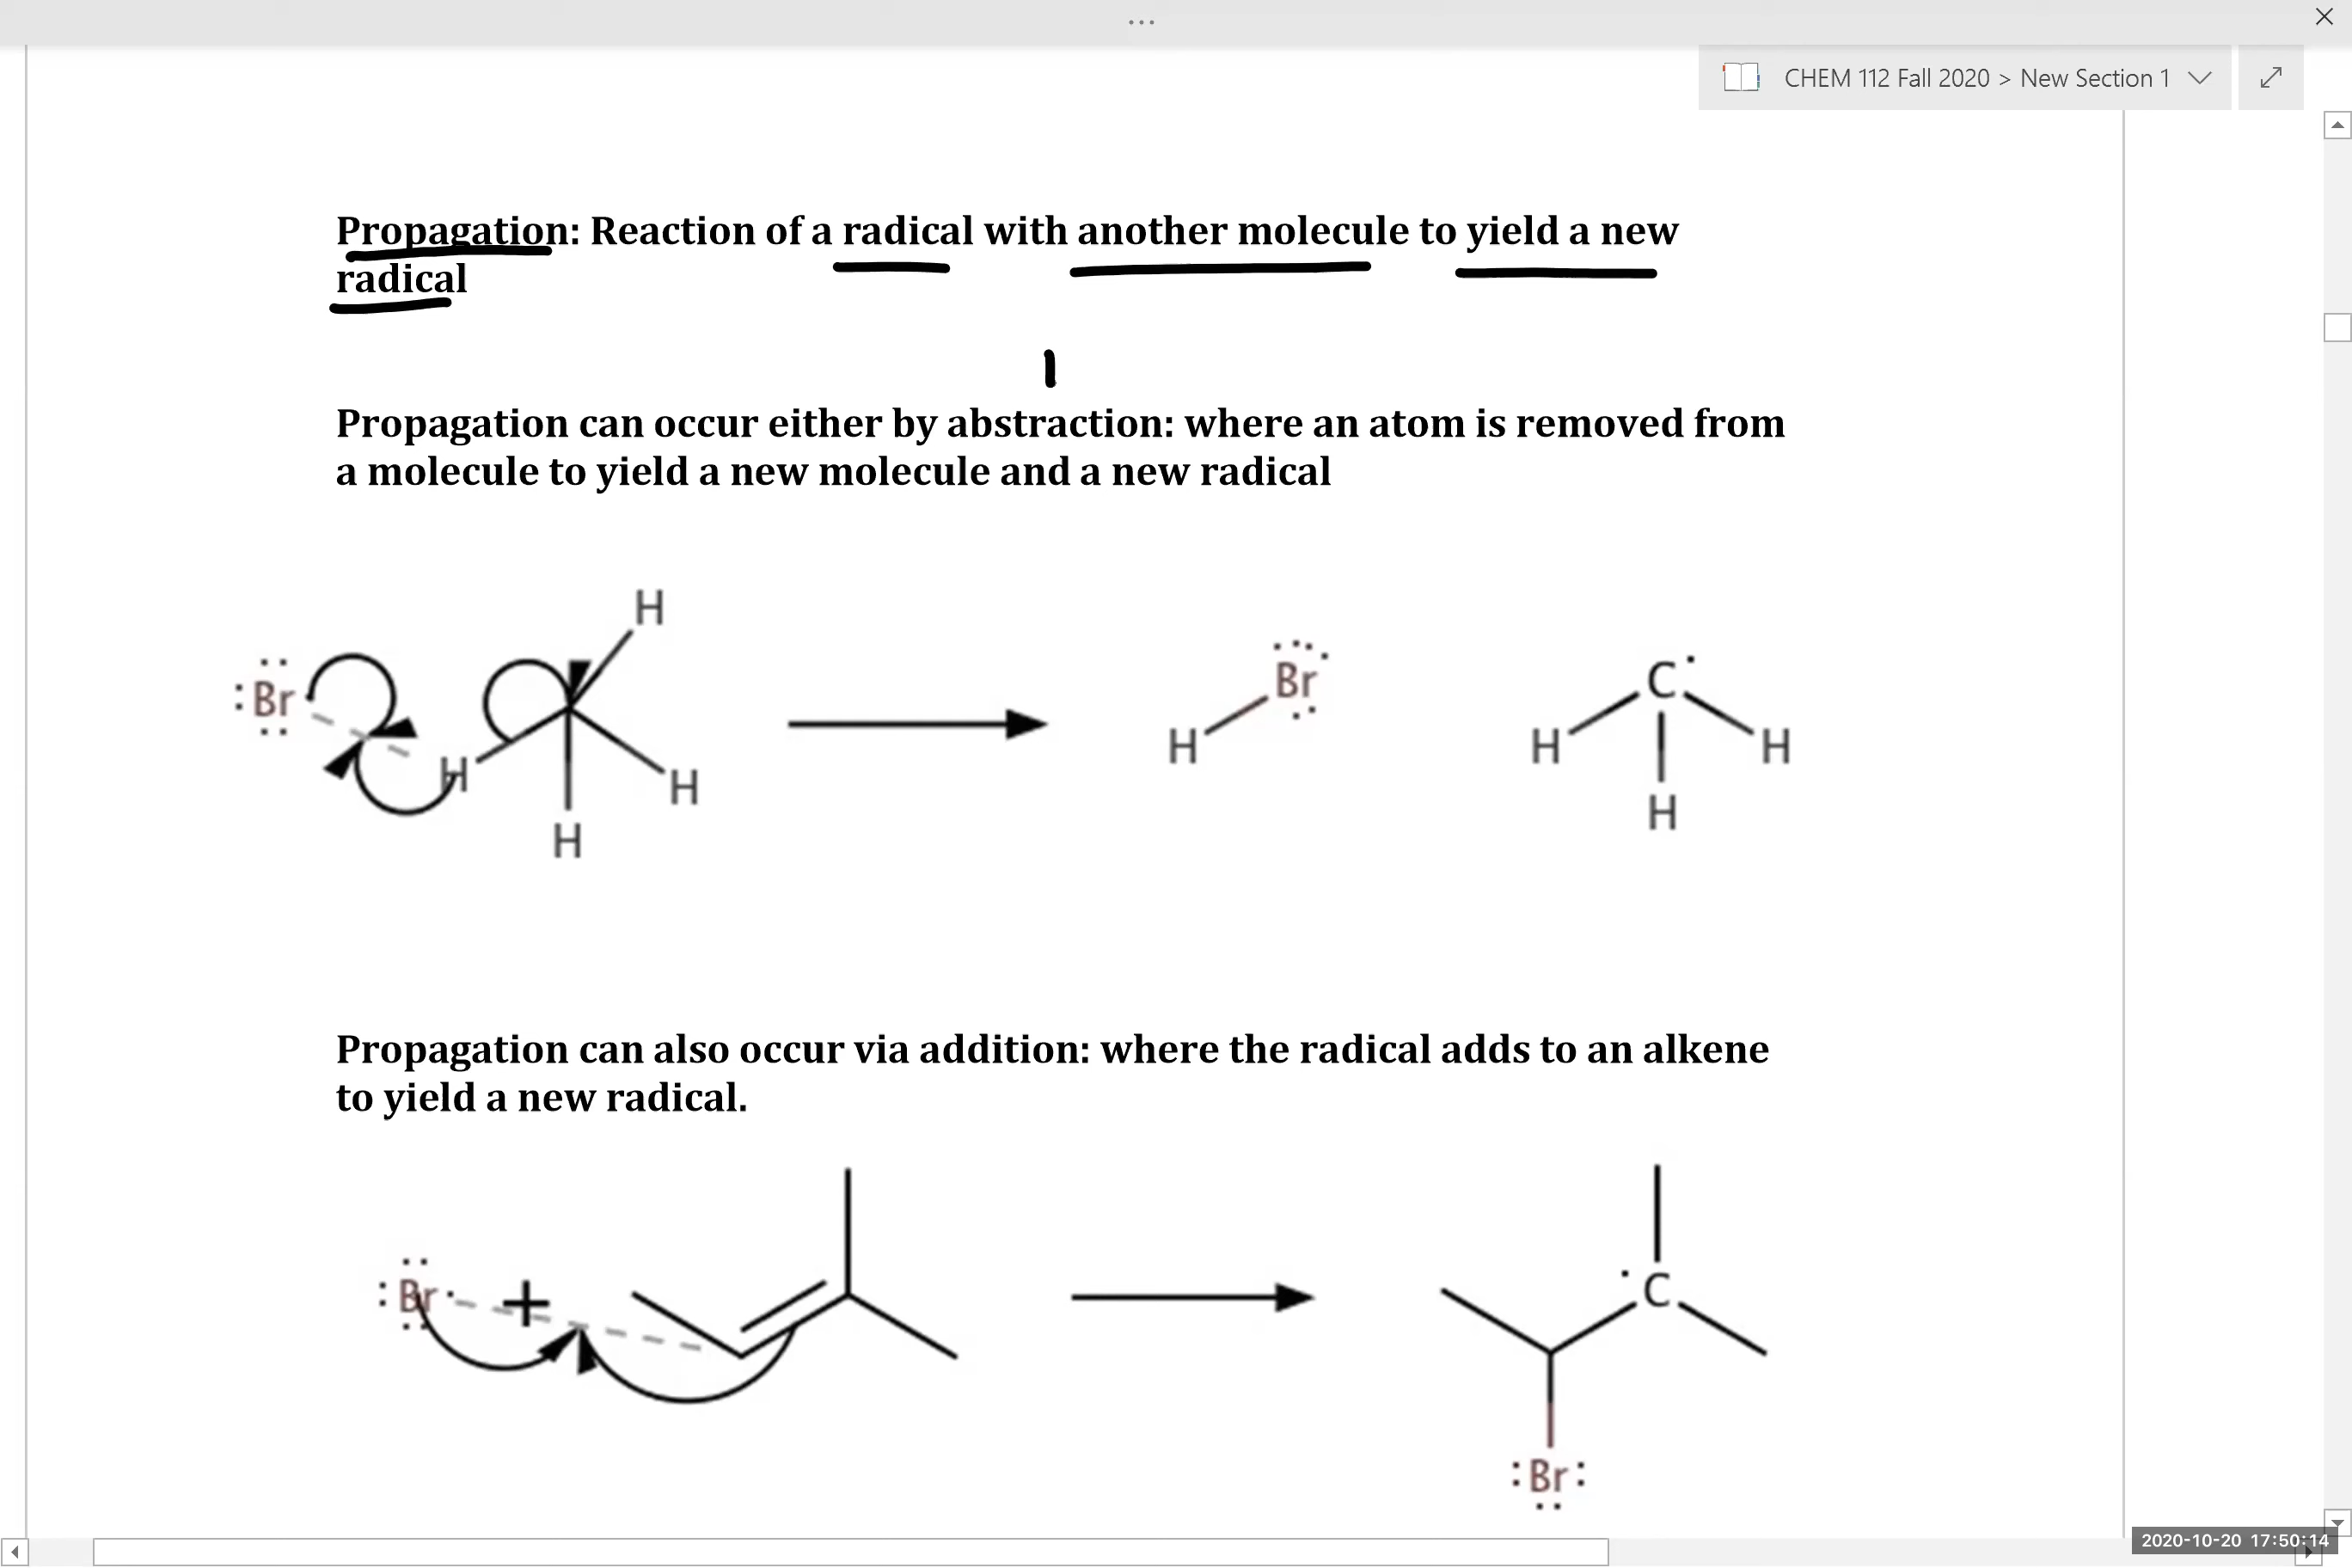 CHEM 112 Fall 2020 > New Section 1
Propagation: Reaction of a radical with another molecule to yield a new
radical
Propagation can occur either by abstraction: where an atom is removed from
a molecule to yield a new molecule and a new radical
H
:Br
H
H
H
Br
H
C
H
H
H
Propagation can also occur via addition: where the radical adds to an alkene
to yield a new radical.
:Br· +
·C
:Br:
2020-10-20 17:50:14